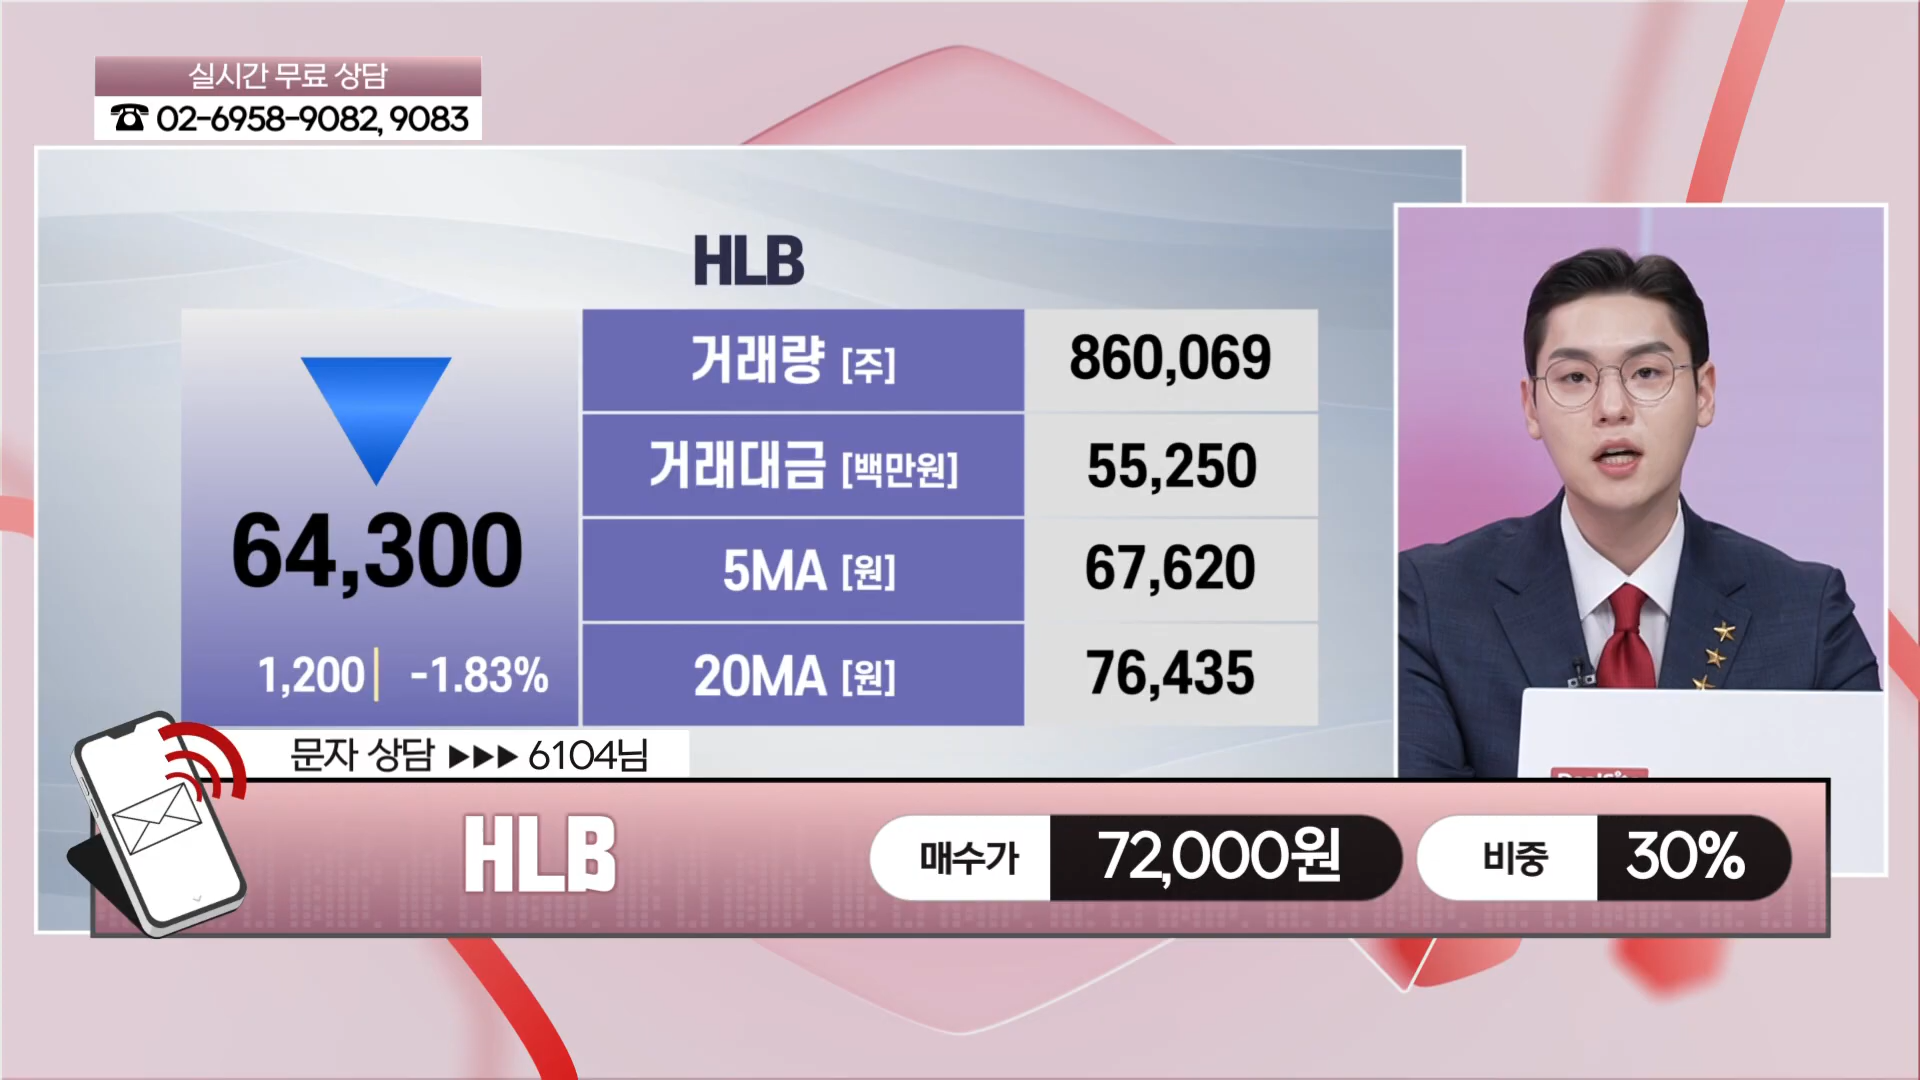 실시간 무료 상담
☎ 02-6958-9082, 9083
HLB
64,300
1,200 -1.83%
거래량 [주] 860,069
거래대금 [백만원] 55,250
5MA [원] 67,620
20MA [원] 76,435
문자 상담 ▶▶▶ 6104님
HLB 매수가 72,000원 비중 30%